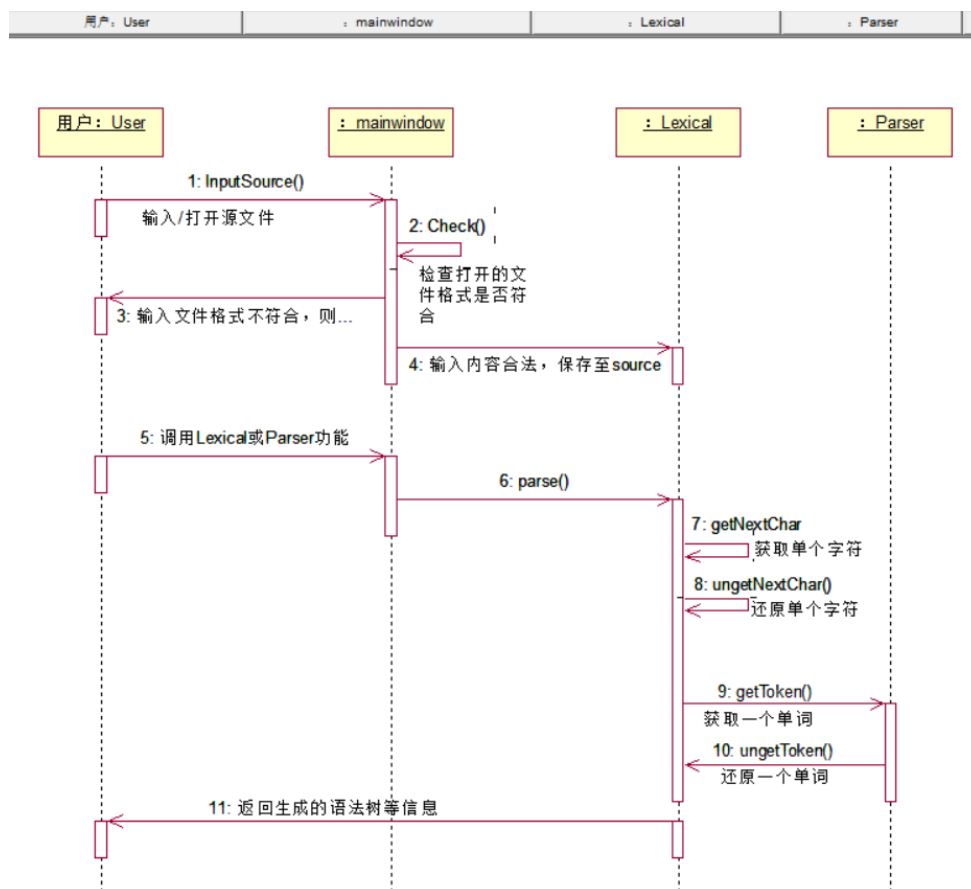 用户：User
：mainwindow
：Lexical
：Parser
用户：User
：mainwindow
：Lexical
：Parser
1: InputSource()
输入/打开源文件
2: Check()
检查打开的文
件格式是否符
合
3: 输入文件格式不符合，则...
4: 输入内容合法，保存至source
5: 调用Lexical或Parser功能
6: parse()
7: getNextChar
获取单个字符
8: ungetNextChar()
还原单个字符
9: getToken()
获取一个单词
10: ungetToken()
还原一个单词
11: 返回生成的语法树等信息